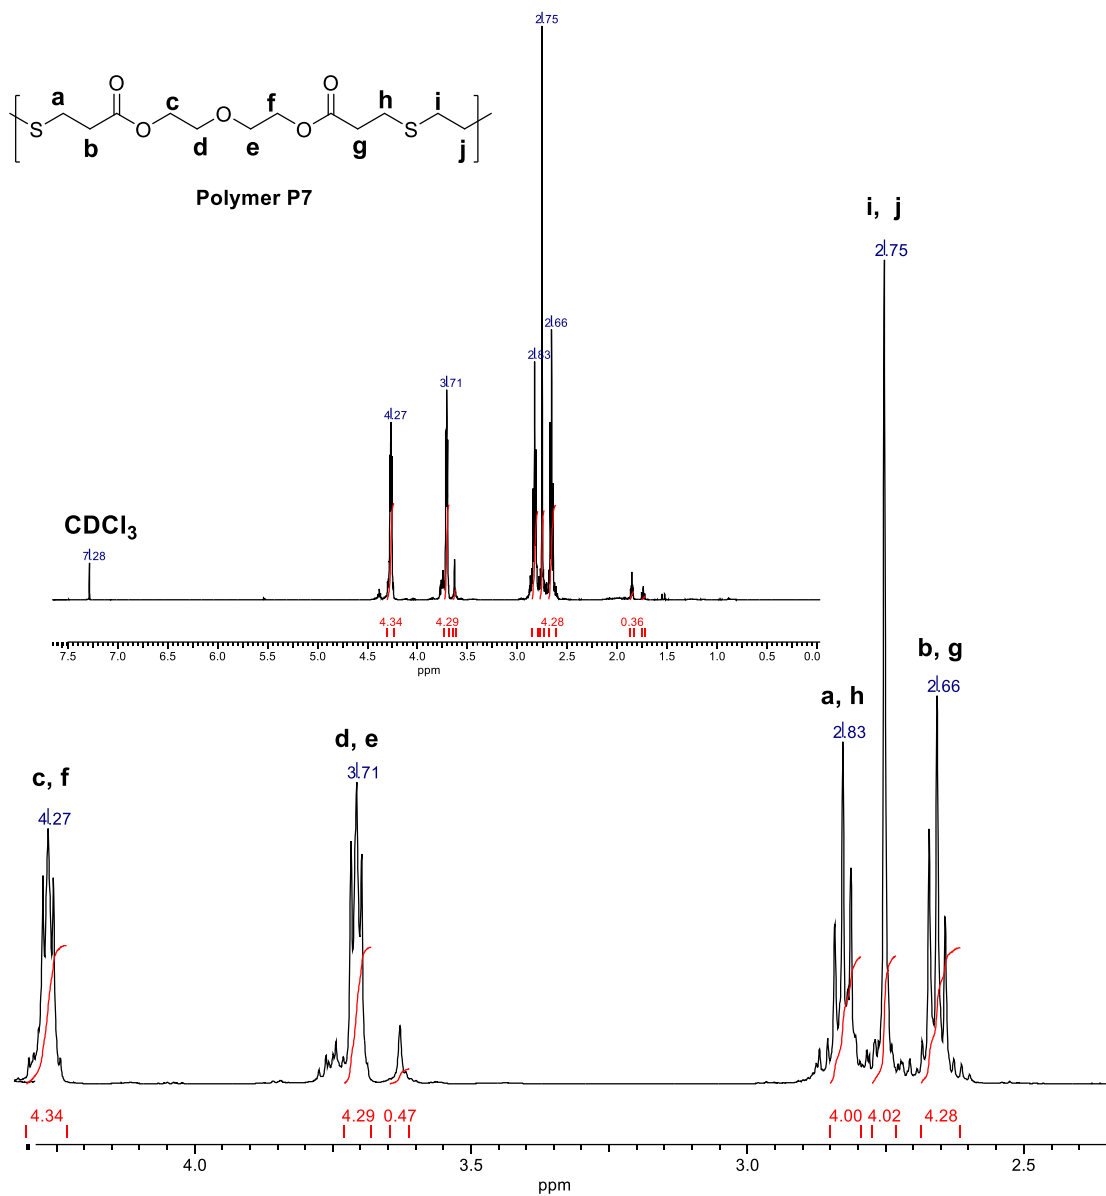 2.75
O O
a c f h i
S O O O S
b d e g j
Polymer P7
i, j
2.75
2.66
2.83
3.71
4.27
CDCl3
7.28
4.34 4.29 4.28 0.36
7.5 7.0 6.5 6.0 5.5 5.0 4.5 4.0 3.5 3.0 2.5 2.0 1.5 1.0 0.5 0.0
ppm
b, g
2.66
a, h
2.83
d, e
3.71
c, f
4.27
4.34 4.29 0.47 4.00 4.02 4.28
4.0 3.5 3.0 2.5
ppm